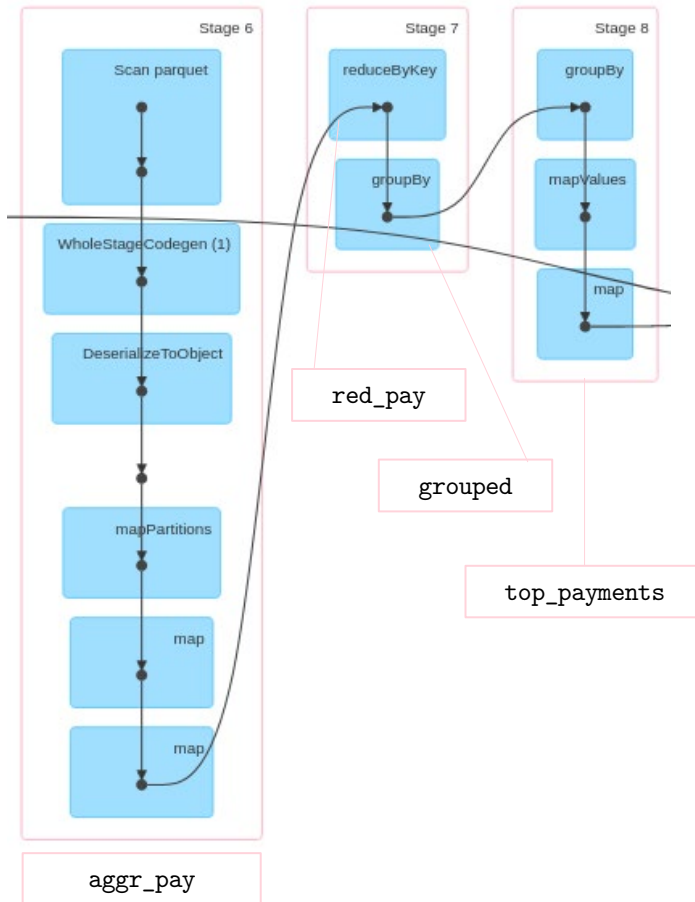 Stage 6
Scan parquet
WholeStageCodegen (1)
DeserializeToObject
mapPartitions
map
map
aggr_pay
Stage 7
reduceByKey
groupBy
red_pay
grouped
Stage 8
groupBy
mapValues
map
top_payments